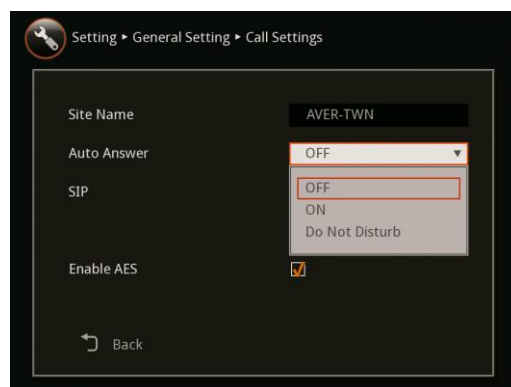 Setting ▸ General Setting ▸ Call Settings
Site Name AVER-TWN
Auto Answer OFF
SIP OFF
ON
Do Not Disturb
Enable AES
Back